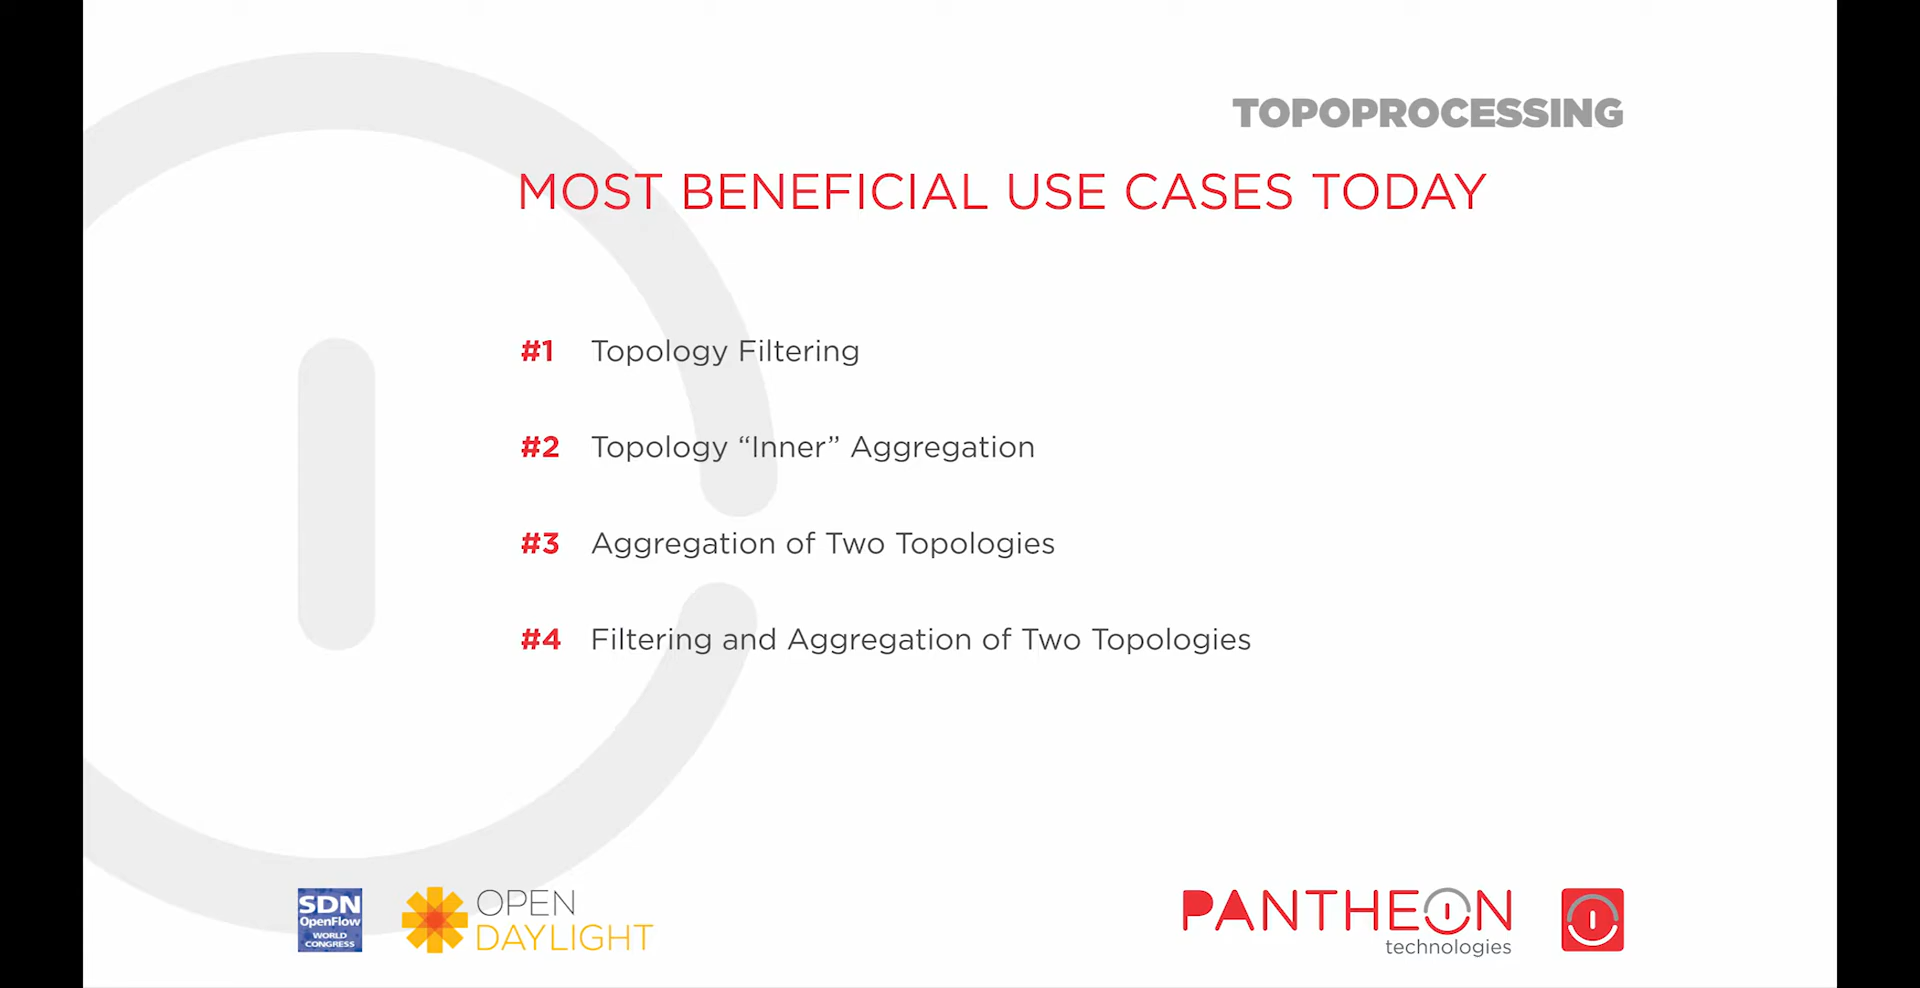 TOPOPROCESSING
MOST BENEFICIAL USE CASES TODAY
#1 Topology Filtering
#2 Topology “Inner” Aggregation
#3 Aggregation of Two Topologies
#4 Filtering and Aggregation of Two Topologies
SDN
OpenFlow
WORLD
CONGRESS
OPEN
DAYLIGHT
PANTHEON
technologies